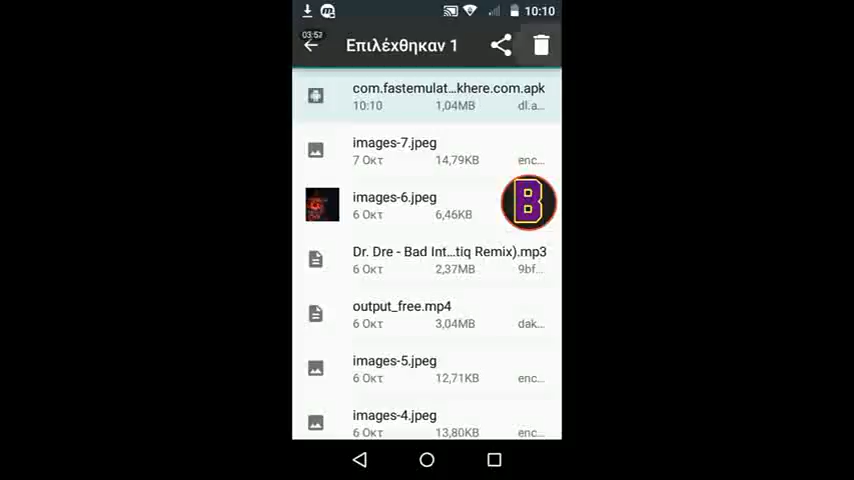 10:10
03:53
Επιλέχθηκαν 1
com.fastemulat...khere.com.apk
10:10 1,04MB dl.a...
images-7.jpeg
7 Οκτ 14,79KB enc...
images-6.jpeg
6 Οκτ 6,46KB
B
Dr. Dre - Bad Int...tiq Remix).mp3
6 Οκτ 2,37MB 9bf...
output_free.mp4
6 Οκτ 3,04MB dak...
images-5.jpeg
6 Οκτ 12,71KB enc...
images-4.jpeg
6 Οκτ 13,80KB enc...